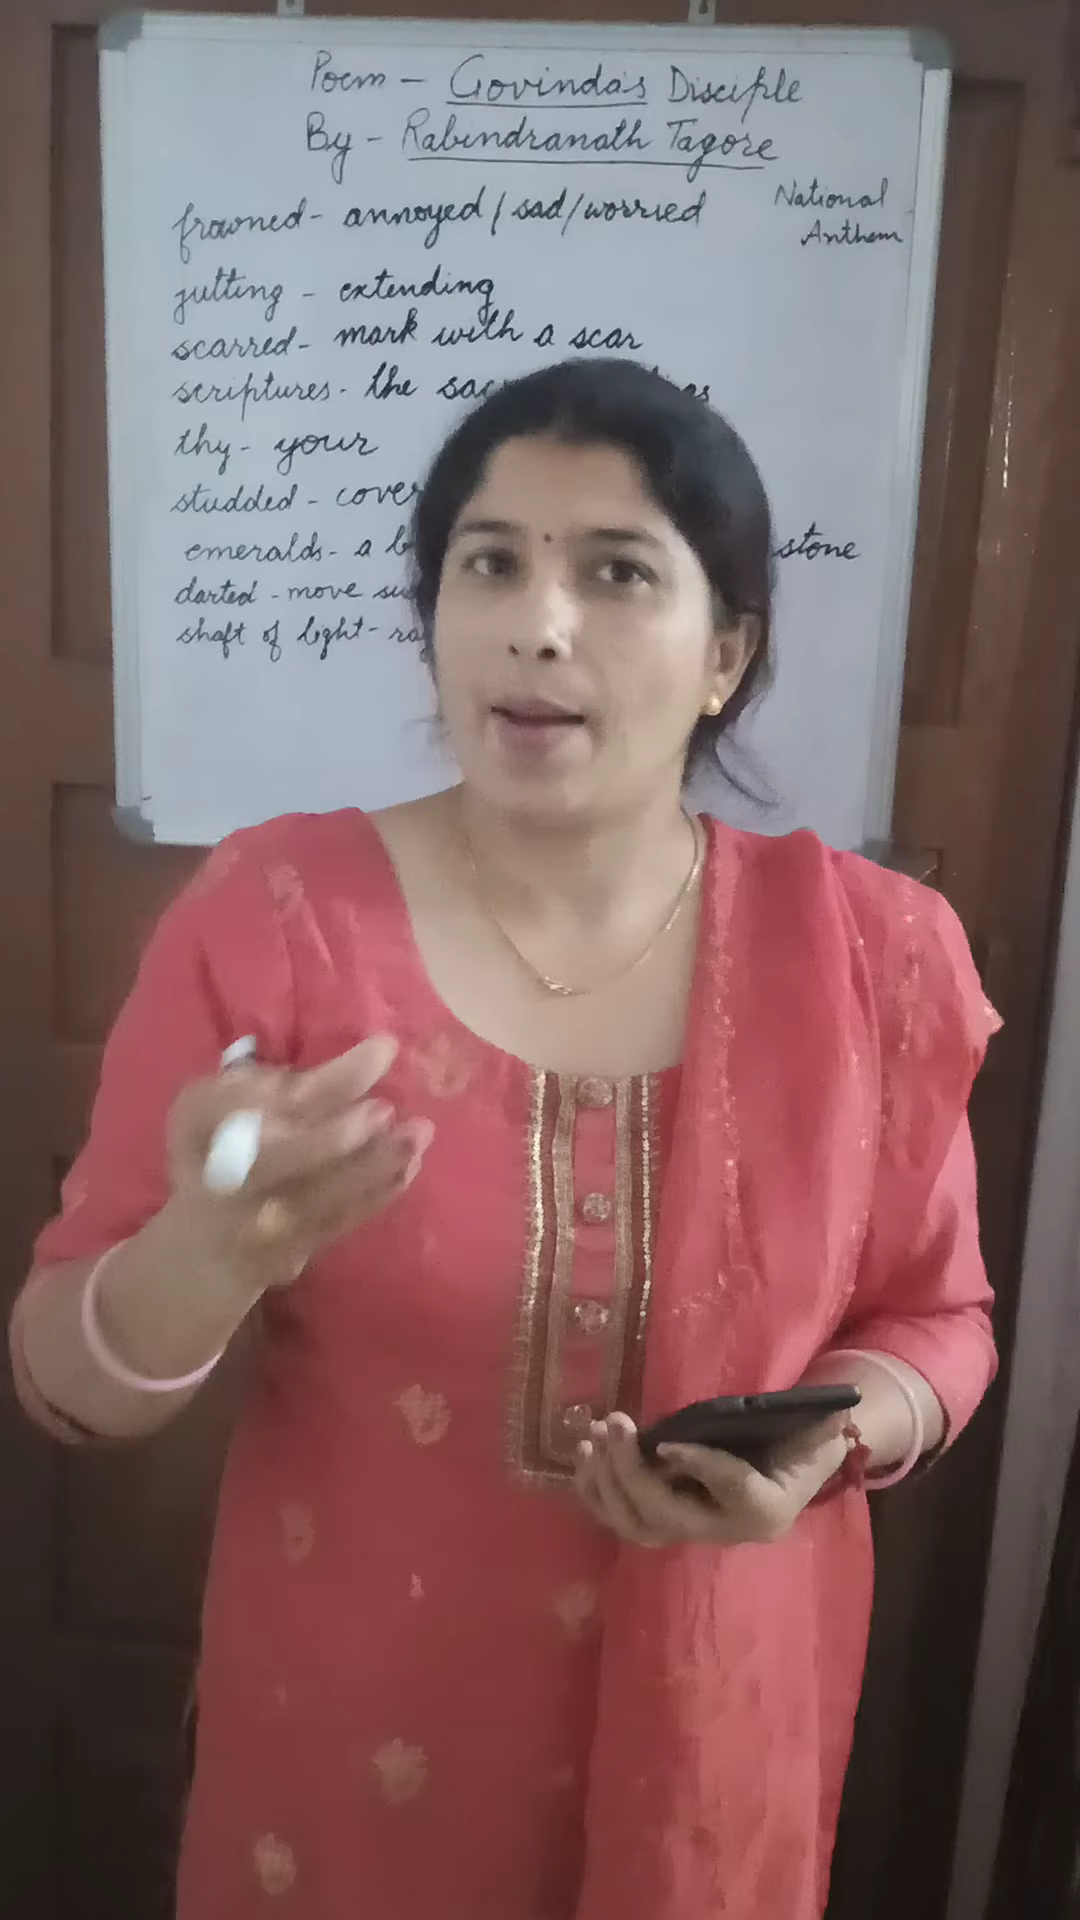 Poem - Govinda's Disciple
By - Rabindranath Tagore
National
Anthem
frowned - annoyed / sad / worried
jutting - extending
scarred - mark with a scar
scriptures - the
thy - your
studded -
emeralds - a stone
darted - move
shaft of light -